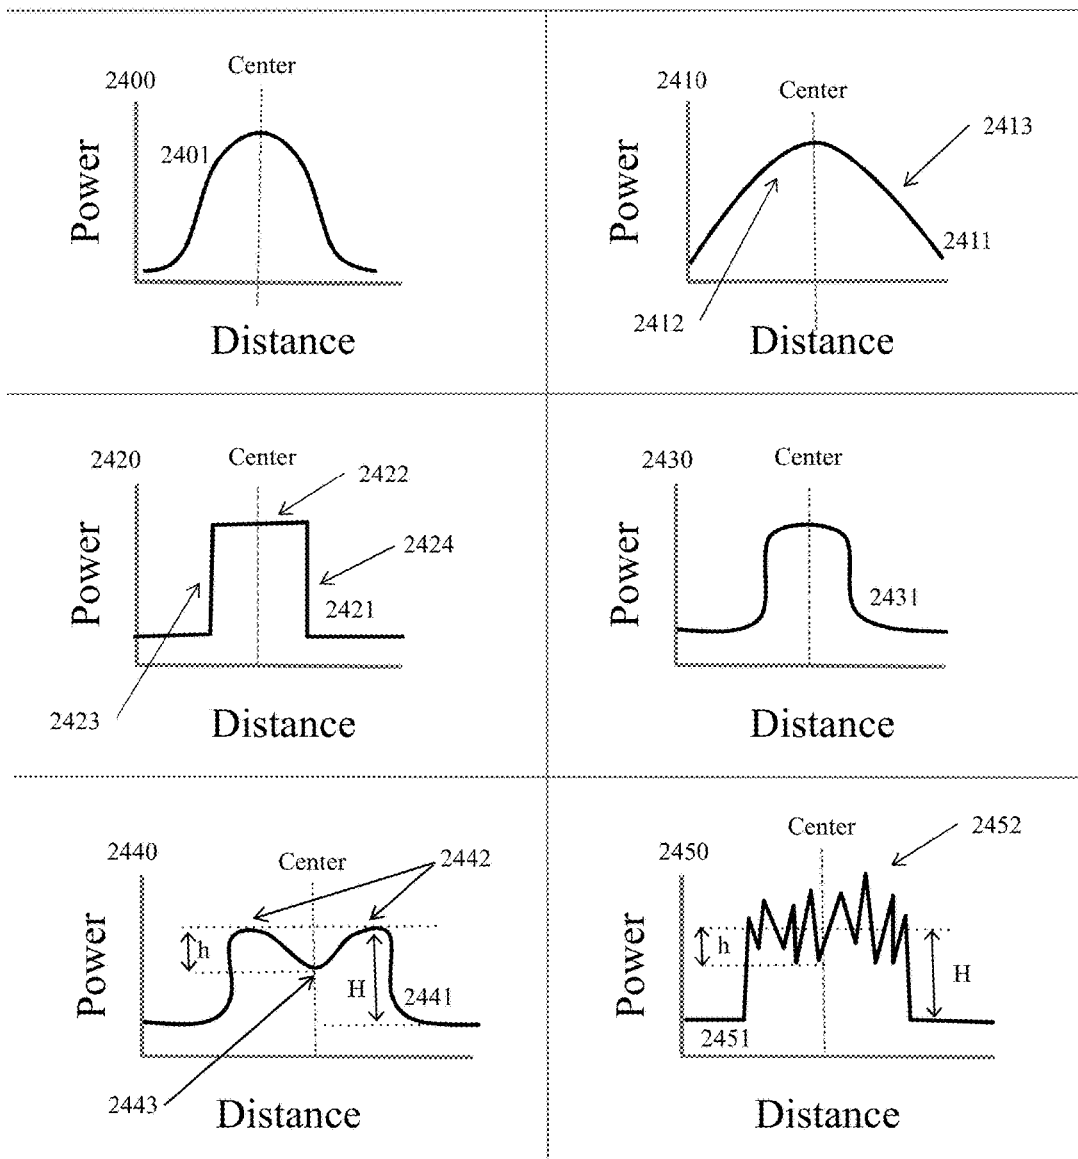 2400
Center
2401
Power
Distance
2410
Center
2413
Power
2411
2412
Distance
2420
Center
2422
2424
Power
2421
2423
Distance
2430
Center
Power
2431
Distance
2440
Center
2442
h
H
Power
2441
2443
Distance
2450
Center
2452
h
H
Power
2451
Distance